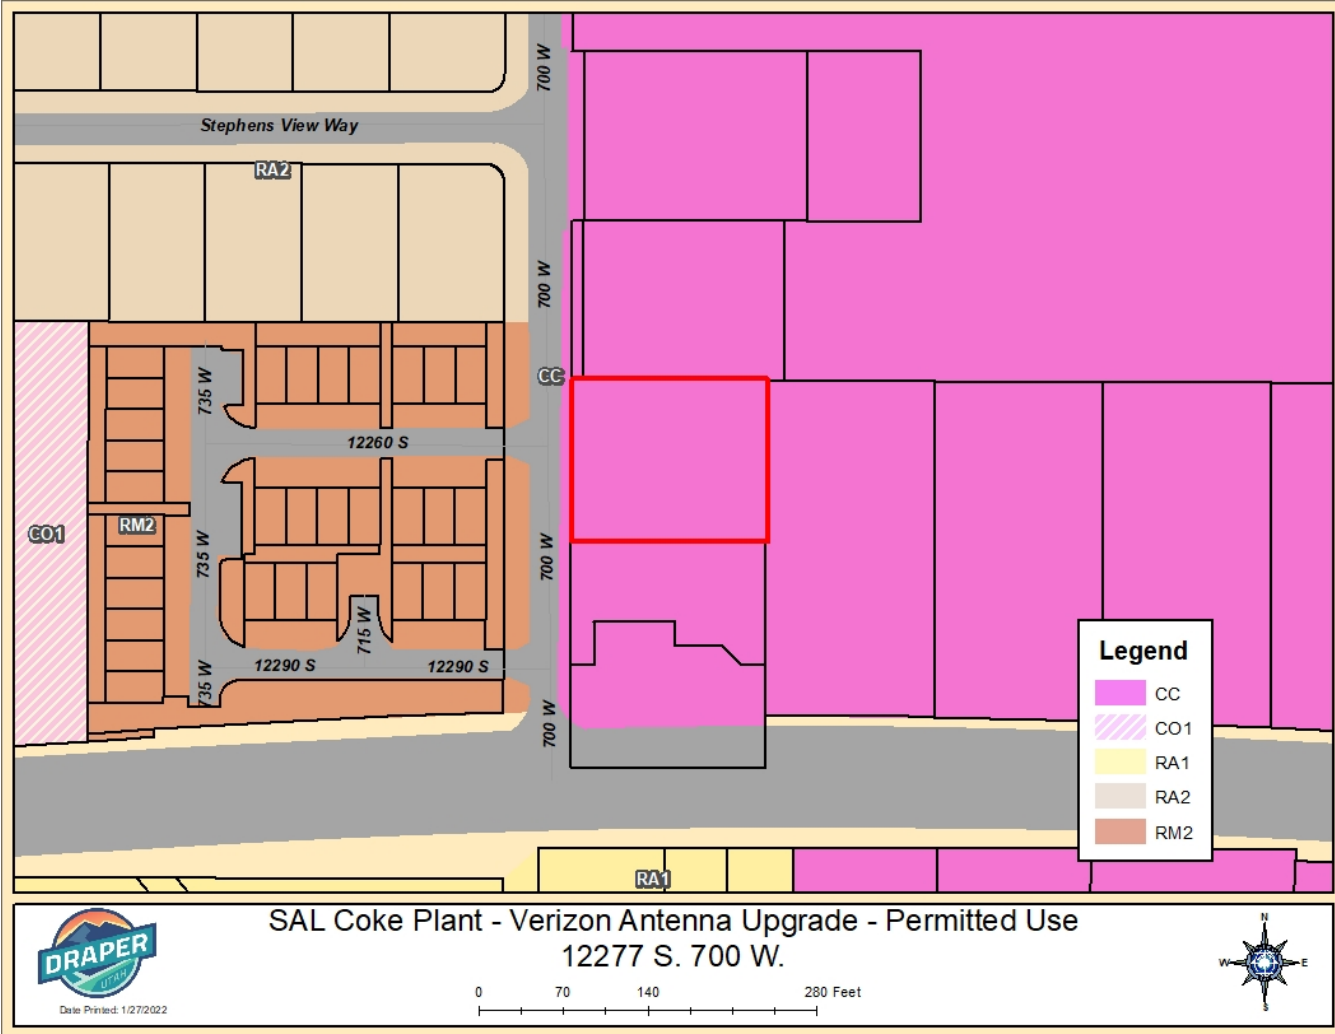 700 W
Stephens View Way
RA2
700 W
CC
735 W
12260 S
CO1
RM2
735 W
700 W
715 W
12290 S
12290 S
735 W
700 W
Legend
CC
CO1
RA1
RA2
RM2
RA1
DRAPER
UTAH
Date Printed: 1/27/2022
SAL Coke Plant - Verizon Antenna Upgrade - Permitted Use
12277 S. 700 W.
0 70 140 280 Feet
N
W E
S